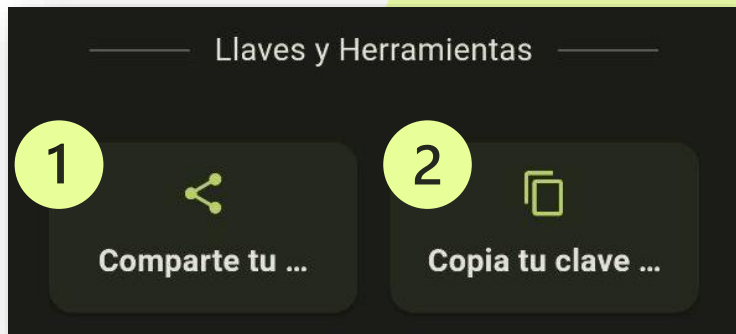 Llaves y Herramientas
1
2
Comparte tu ...
Copia tu clave ...